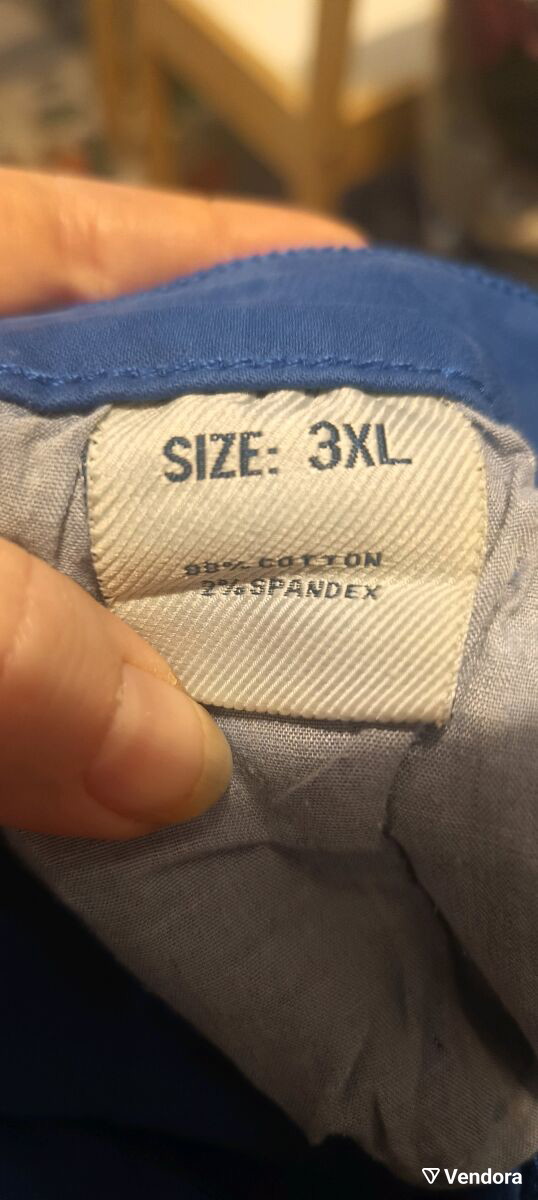 SIZE: 3XL
98% COTTON
2% SPANDEX
Vendora